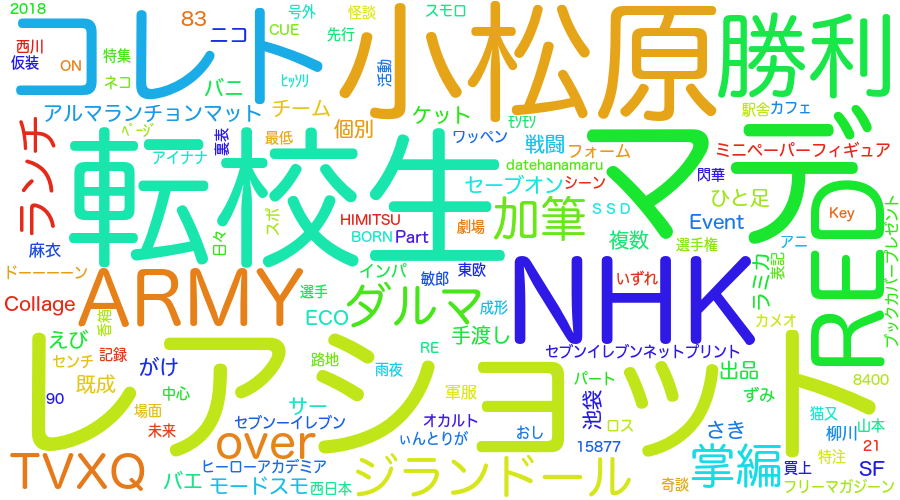 2018
コレト
小松原
勝利
83
ニコ
号外
怪談
スモロ
CUE
先行
西川
仮装
ON
特集
ネコ
バニ
ヒッソリ
活動
アルマランチョンマット
チーム
ケット
駅舎
カフェ
ランチ
ページ
裏表
最低
個別
ワッペン
モノモノ
戦闘
フォーム
ミニペーパーフィギュア
アイナナ
転校生
マデ
datehanamaru
閃華
RED
セーブオン
シーン
ひと足
Key
スポ
HIMITSU
加筆
SSD
Event
日々
BORN
Part
劇場
複数
選手権
アニ
麻衣
ブックカバープレゼント
ドーーーーン
ARMY
インパ
敏郎
東欧
NHK
いずれ
ラミカ
表記
Collage
香箱
選手
ECO
ダルマ
成形
手渡し
カメオ
えび
レアショット
RE
セブンイレブンネットプリント
センチ
記録
がけ
路地
雨夜
出品
既成
中心
軍服
パート
ずみ
8400
90
場面
サー
池袋
猫又
未来
セブンーイレブン
オカルト
ロス
さき
柳川
山本
over
ぃんとりが
おし
15877
21
TVXQ
ヒーローアカデミア
掌編
買上
特注
SF
バエ
モードスモ
西日本
ジランドール
奇談
フリーマガジーン